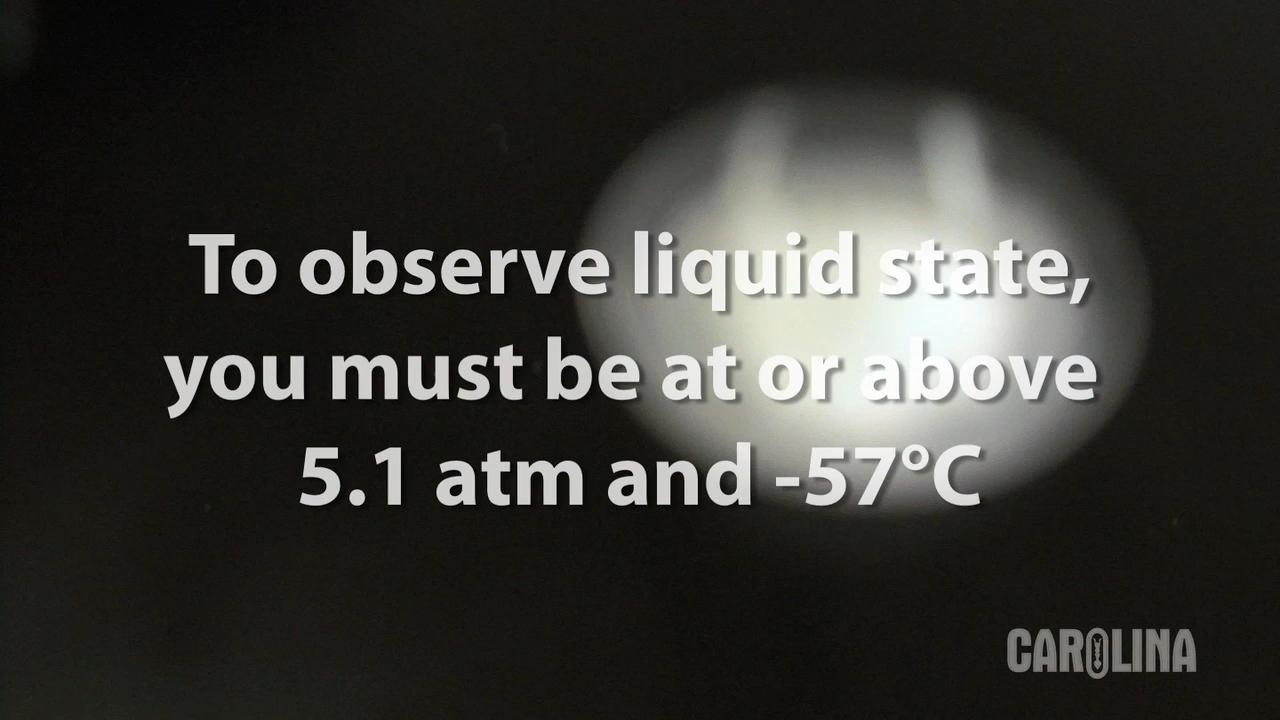 To observe liquid state,
you must be at or above
5.1 atm and -57°C
CAROLINA